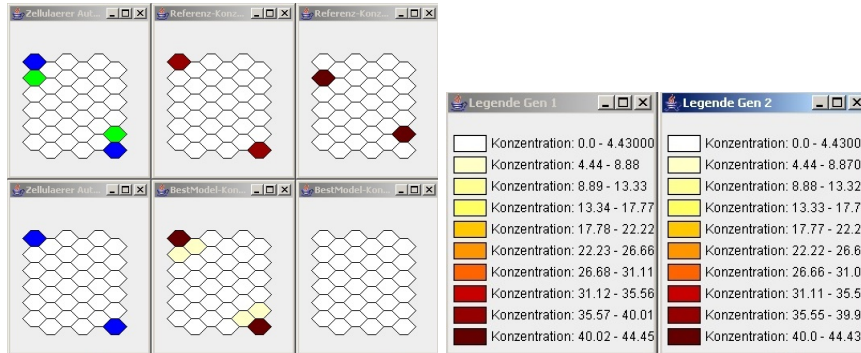 Zellulaerer Aut...
Referenz-Konz...
Referenz-Konz...
Zellulaerer Aut...
BestModel-Kon...
BestModel-Kon...
Legende Gen 1
Konzentration: 0.0 - 4.43000
Konzentration: 4.44 - 8.88
Konzentration: 8.89 - 13.33
Konzentration: 13.34 - 17.77
Konzentration: 17.78 - 22.22
Konzentration: 22.23 - 26.66
Konzentration: 26.68 - 31.11
Konzentration: 31.12 - 35.56
Konzentration: 35.57 - 40.01
Konzentration: 40.02 - 44.45
Legende Gen 2
Konzentration: 0.0 - 4.4300
Konzentration: 4.44 - 8.870
Konzentration: 8.88 - 13.32
Konzentration: 13.33 - 17.7
Konzentration: 17.77 - 22.2
Konzentration: 22.22 - 26.6
Konzentration: 26.66 - 31.0
Konzentration: 31.11 - 35.5
Konzentration: 35.55 - 39.9
Konzentration: 40.0 - 44.43